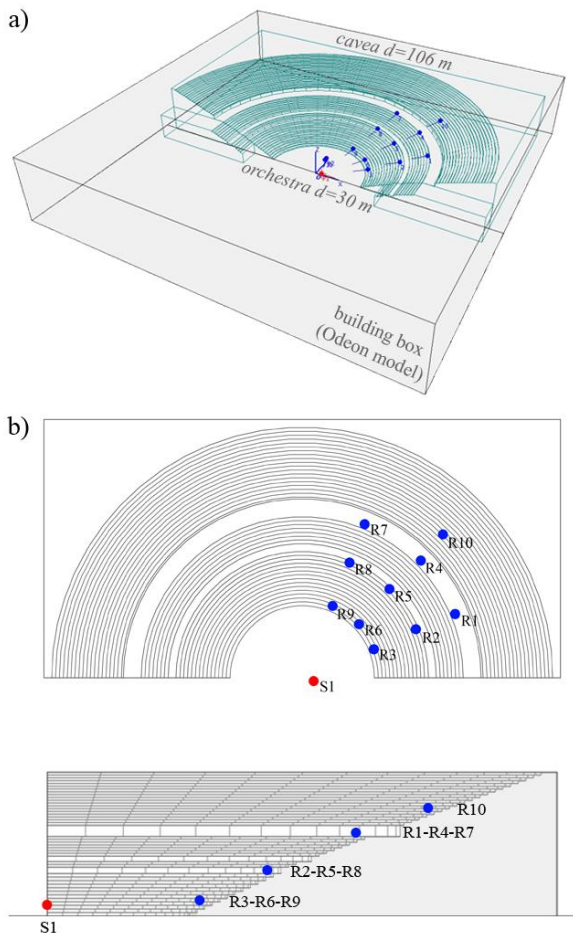 a)
cavea d=106 m
orchestra d=30 m
building box
(Odeon model)
b)
R7
R10
R8
R4
R5
R9
R1
R6
R2
R3
S1
R10
R1-R4-R7
R2-R5-R8
R3-R6-R9
S1